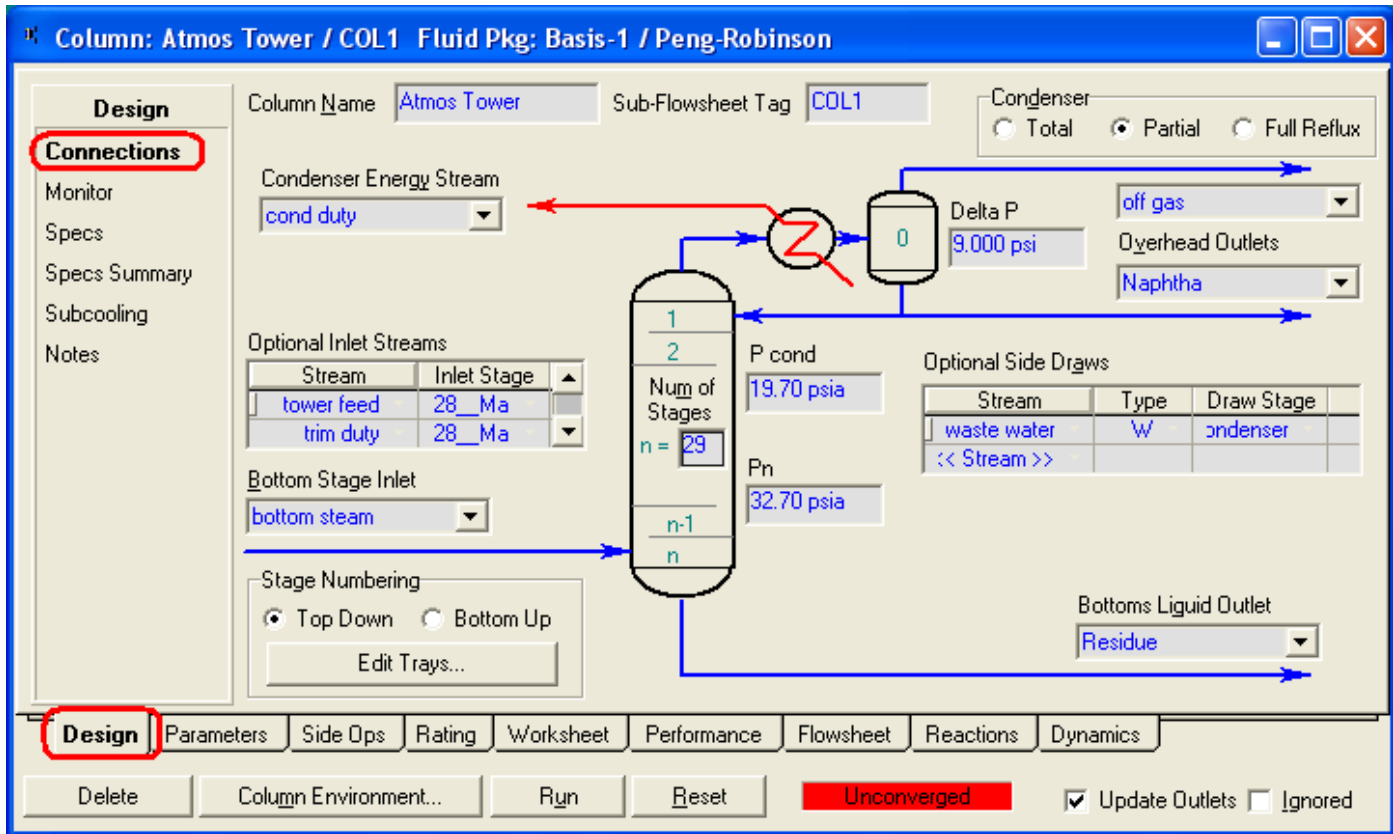 Column: Atmos Tower / COL1 Fluid Pkg: Basis-1 / Peng-Robinson
Design
Connections
Monitor
Specs
Specs Summary
Subcooling
Notes
Column Name Atmos Tower Sub-Flowsheet Tag COL1
Condenser
Total Partial Full Reflux
Condenser Energy Stream
cond duty
0
Delta P
9.000 psi
off gas
Overhead Outlets
Naphtha
Optional Inlet Streams
Stream Inlet Stage
tower feed 28__Ma
trim duty 28__Ma
Bottom Stage Inlet
bottom steam
1
2
Num of
Stages
n = 29
n-1
n
P cond
19.70 psia
Pn
32.70 psia
Optional Side Draws
Stream Type Draw Stage
waste water W ondenser
<< Stream >>
Stage Numbering
Top Down Bottom Up
Edit Trays...
Bottoms Liquid Outlet
Residue
Design Parameters Side Ops Rating Worksheet Performance Flowsheet Reactions Dynamics
Delete Column Environment... Run Reset Unconverged Update Outlets Ignored